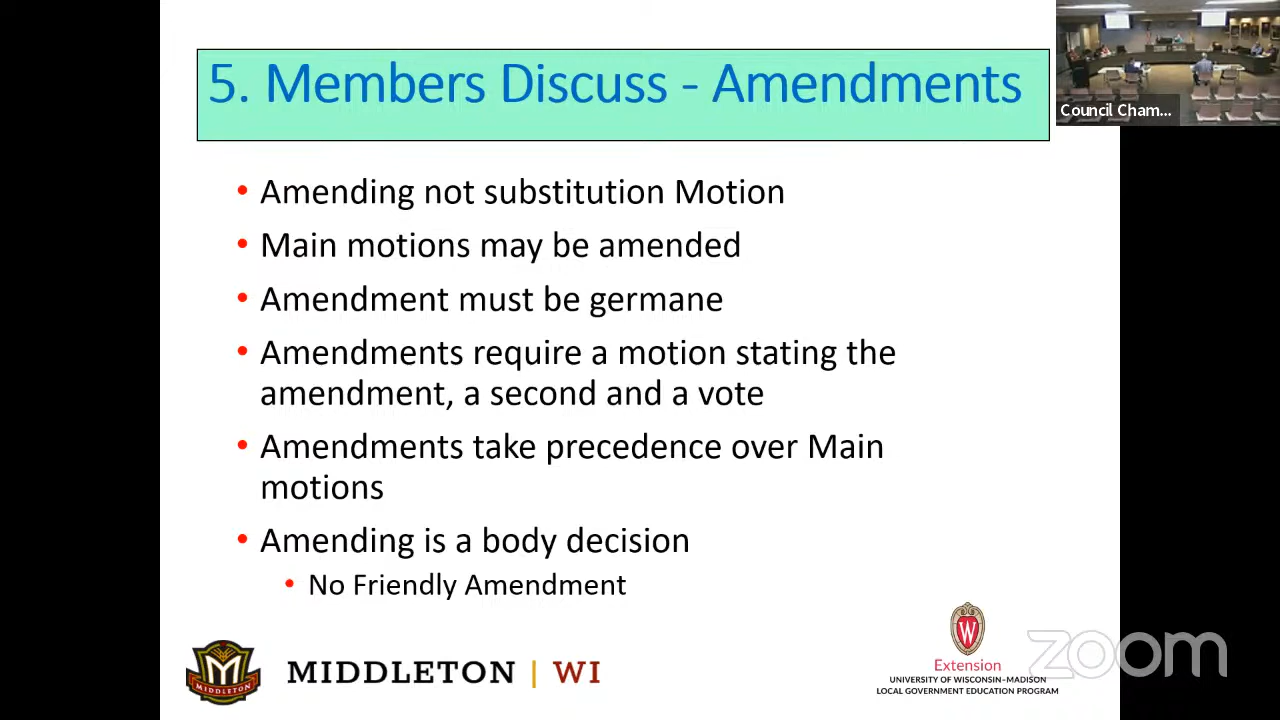 5. Members Discuss - Amendments
Council Cham...
• Amending not substitution Motion
• Main motions may be amended
• Amendment must be germane
• Amendments require a motion stating the
amendment, a second and a vote
• Amendments take precedence over Main
motions
• Amending is a body decision
• No Friendly Amendment
M
MIDDLETON
MIDDLETON | WI
W
Extension
UNIVERSITY OF WISCONSIN–MADISON
LOCAL GOVERNMENT EDUCATION PROGRAM
zoom